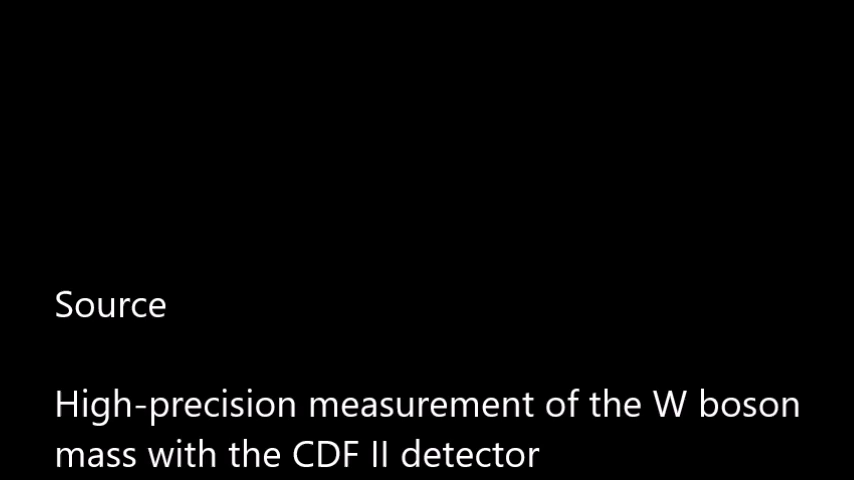 Source
High-precision measurement of the W boson
mass with the CDF II detector